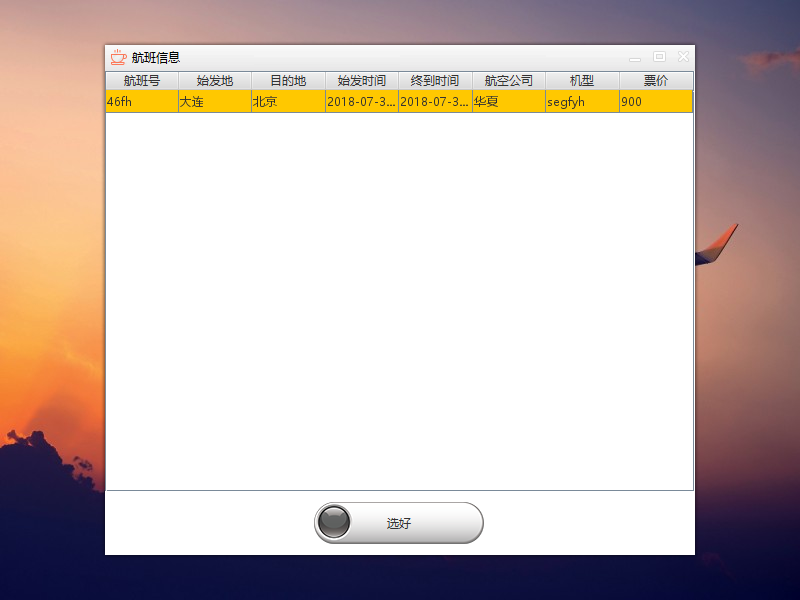 航班信息
航班号 始发地 目的地 始发时间 终到时间 航空公司 机型 票价
46fh 大连 北京 2018-07-3... 2018-07-3... 华夏 segfyh 900
选好